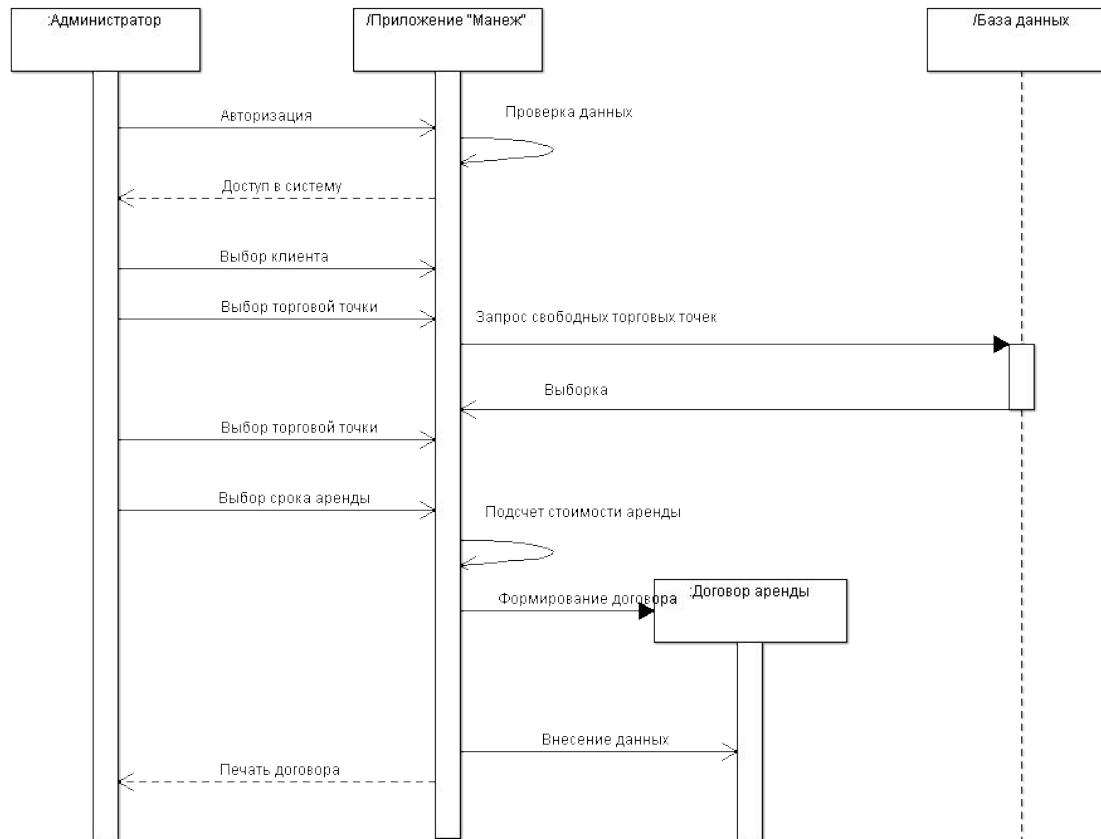 :Администратор
/Приложение "Манеж"
/База данных
Авторизация
Проверка данных
Доступ в систему
Выбор клиента
Выбор торговой точки
Запрос свободных торговых точек
Выборка
Выбор торговой точки
Выбор срока аренды
Подсчет стоимости аренды
Формирование договора
:Договор аренды
Внесение данных
Печать договора